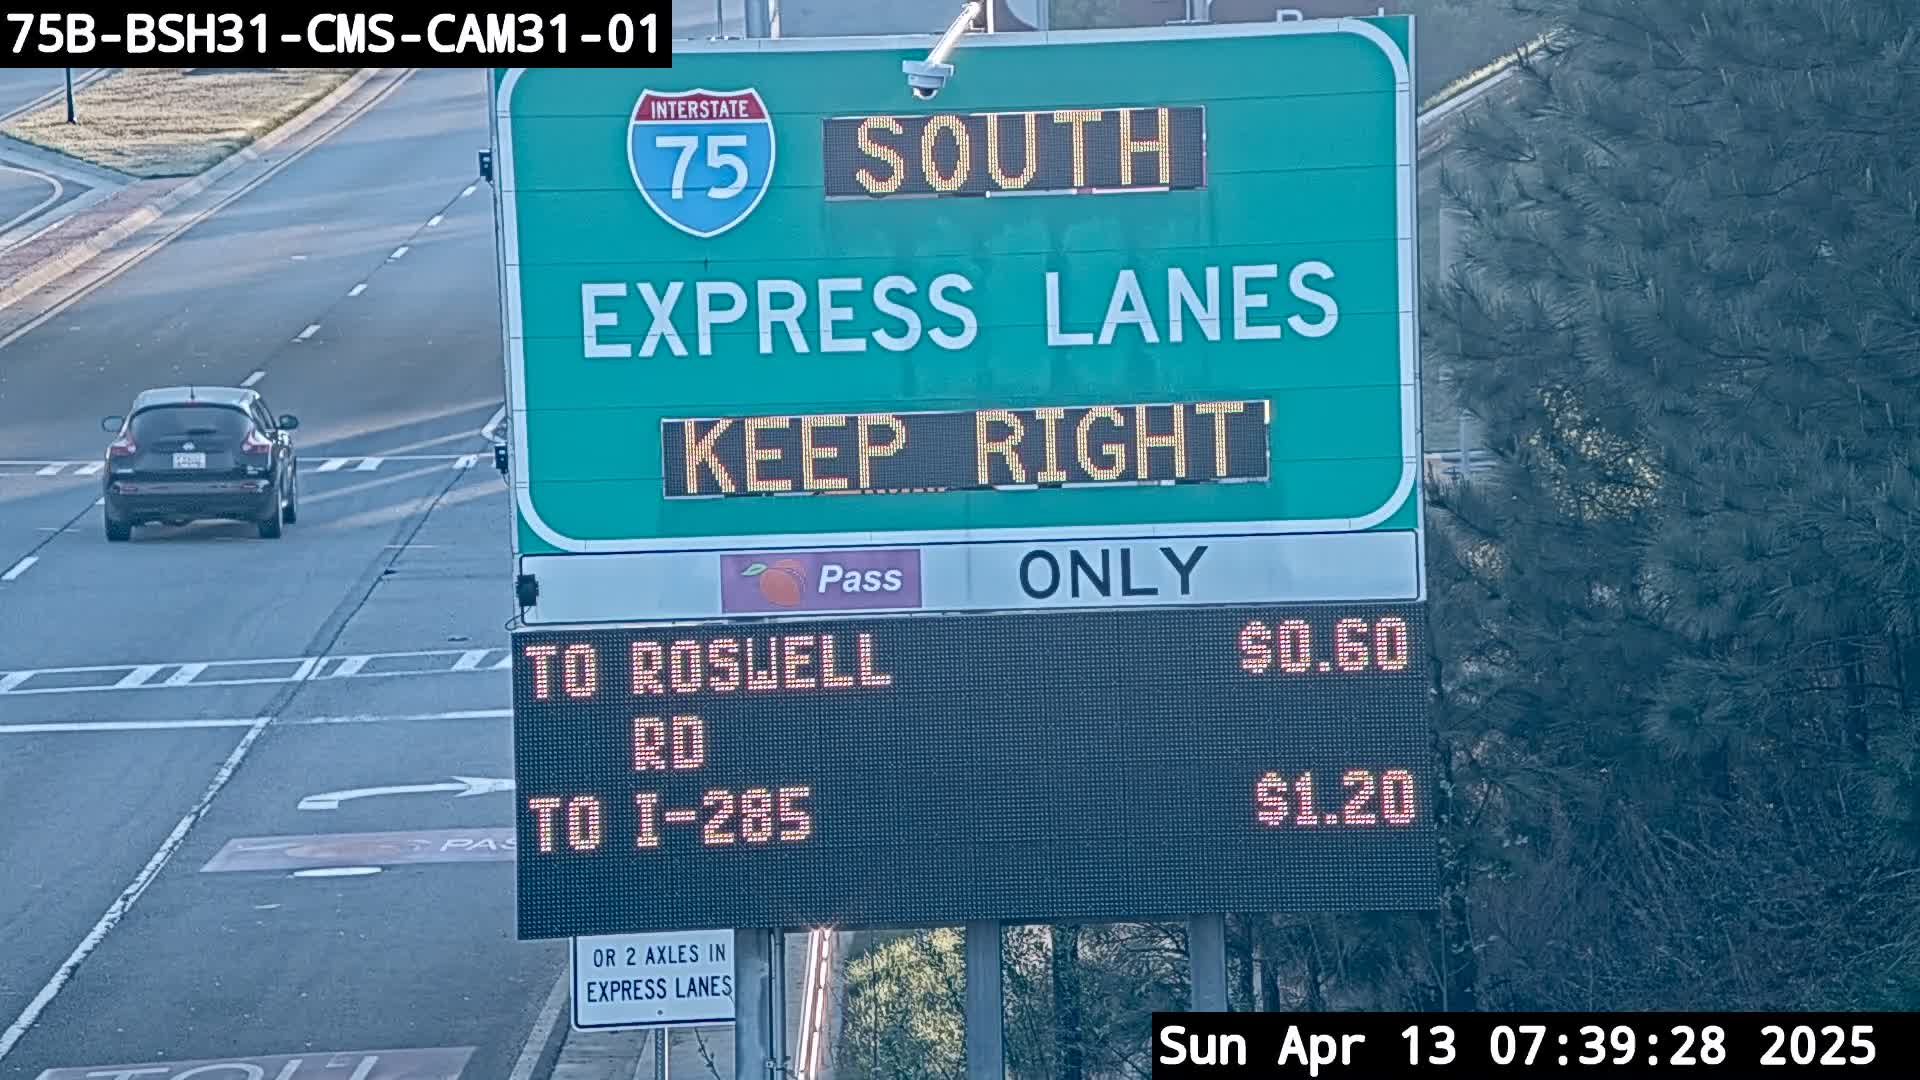 75B-BSH31-CMS-CAM31-01
INTERSTATE
75
SOUTH
EXPRESS LANES
KEEP RIGHT
Pass ONLY
TO ROSWELL $0.60
RD
TO I-285 $1.20
OR 2 AXLES IN
EXPRESS LANES
TOLL
Sun Apr 13 07:39:28 2025